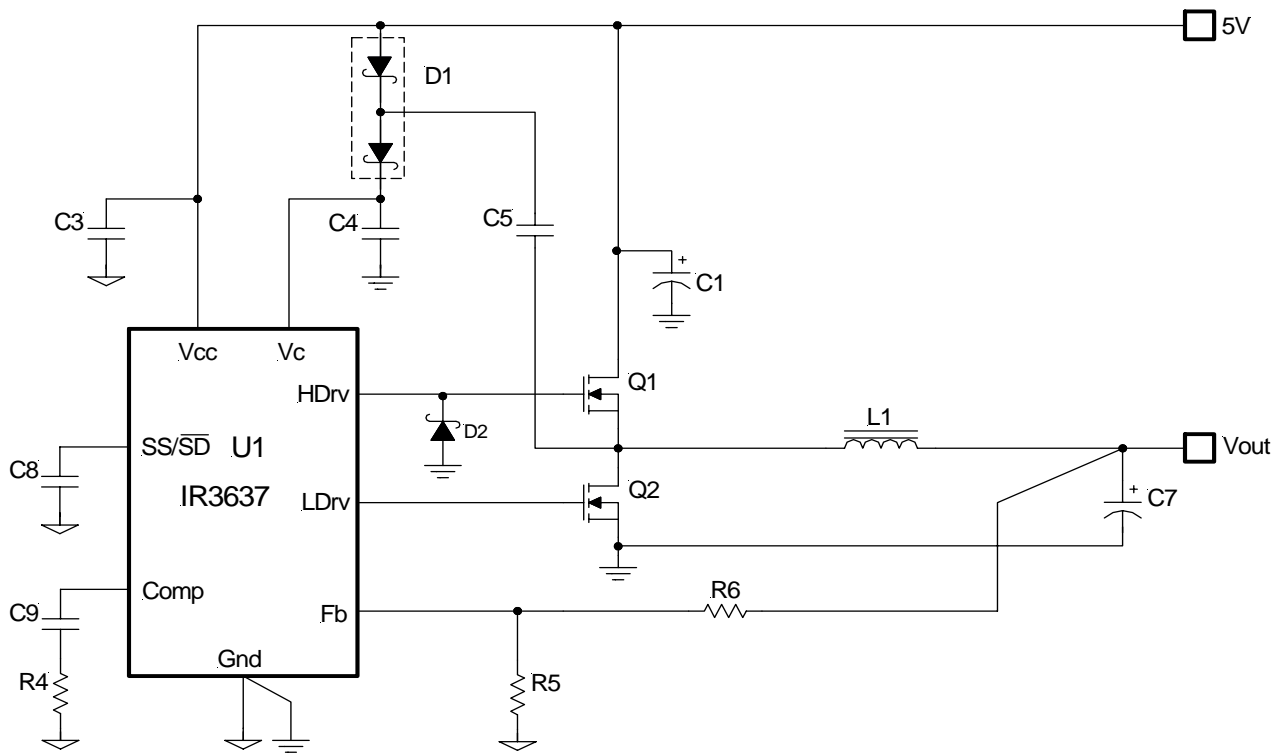 5V
D1
C3
C4
C5
+
C1
Vcc
Vc
HDrv
Q1
D2
L1
SS/S̅D̅
U1
Vout
C8
IR3637
LDrv
Q2
+
C7
Comp
C9
Fb
R6
Gnd
R4
R5